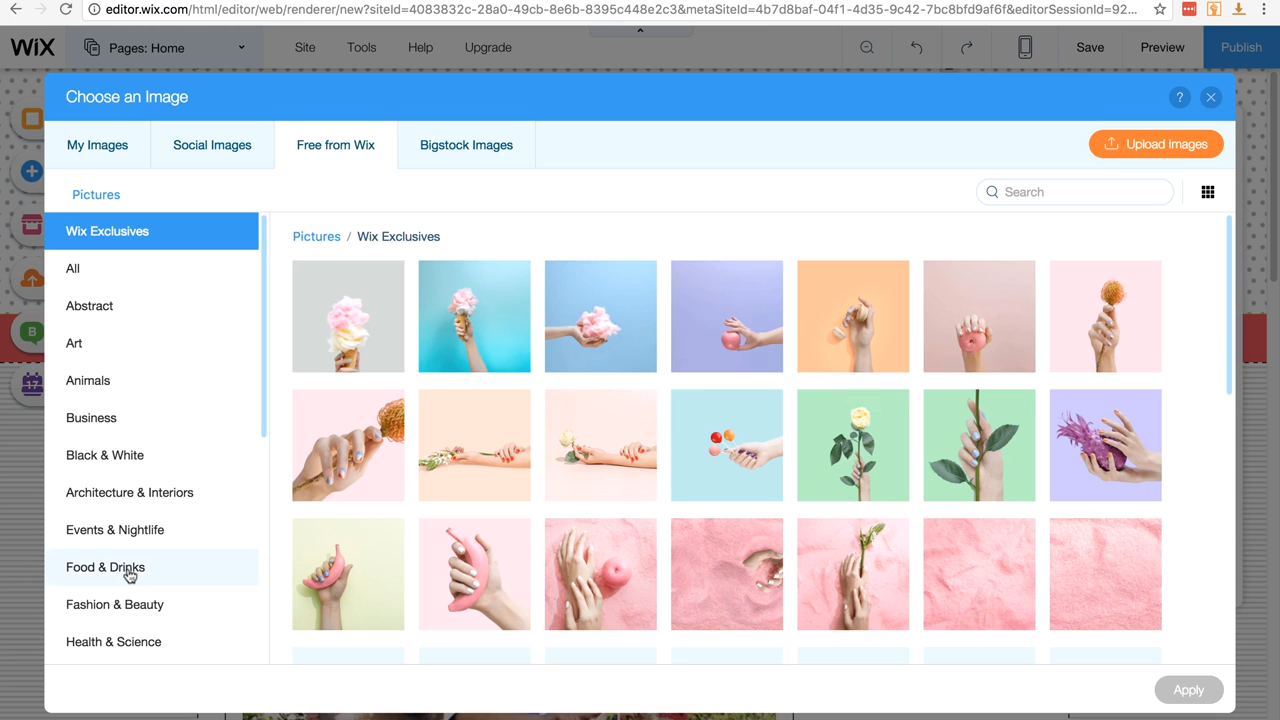 editor.wix.com/html/editor/web/renderer/new?siteId=4083832c-28a0-49cb-8e6b-8395c448e2c3&metaSiteId=4b7d8baf-04f1-4d35-9c42-7bc8bfd9af6f&editorSessionId=92...
WiX Pages: Home Site Tools Help Upgrade Save Preview Publish
Choose an Image ?
My Images Social Images Free from Wix Bigstock Images Upload Images
Pictures Search
Wix Exclusives
Pictures / Wix Exclusives
All
Abstract
Art
Animals
Business
Black & White
Architecture & Interiors
Events & Nightlife
Food & Drinks
Fashion & Beauty
Health & Science
B
17
Apply